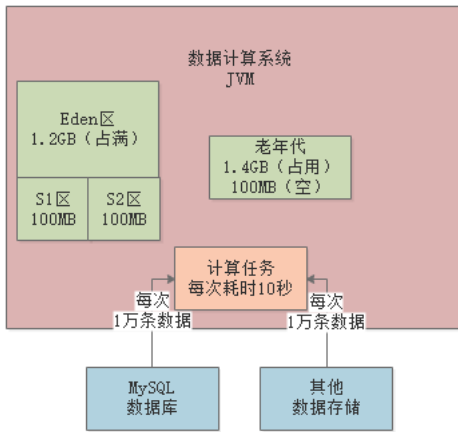 数据计算系统
JVM
Eden区
1.2GB（占满）
S1区
100MB
S2区
100MB
老年代
1.4GB（占用）
100MB（空）
计算任务
每次耗时10秒
每次
1万条数据
每次
1万条数据
MySQL
数据库
其他
数据存储